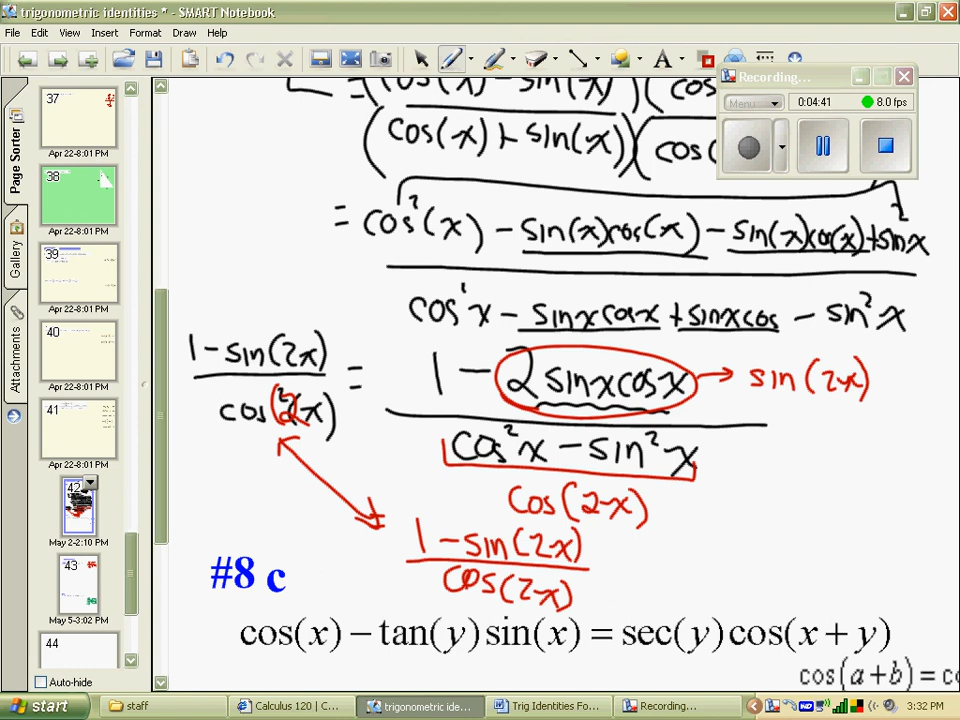 trigonometric identities * - SMART Notebook
File Edit View Insert Format Draw Help
Recording...
Menu 0:04:41 8.0 fps
Page Sorter
Gallery
Attachments
37
Apr 22-8:01 PM
38
Apr 22-8:01 PM
39
Apr 22-8:01 PM
40
Apr 22-8:01 PM
41
Apr 22-8:01 PM
42
May 2-2:10 PM
43
May 5-3:02 PM
44
Auto-hide
= (cos(x) - sin(x)) (cos
(cos(x) + sin(x)) (cos(
= cos²(x) - sin(x)cos(x) - sin(x)cos(x) + sin²x
cos²x - sinxcosx + sinxcos - sin²x
1 - sin(2x) = 1 - 2sinxcosx → sin(2x)
cos²(x) cos²x - sin²x
cos(2x)
1 - sin(2x)
cos(2x)
#8 c
cos(x) − tan(y) sin(x) = sec(y) cos(x + y)
cos(a+b) = co
start staff Calculus 120 | C... trigonometric ide... Trig Identities Fo... Recording... 3:32 PM